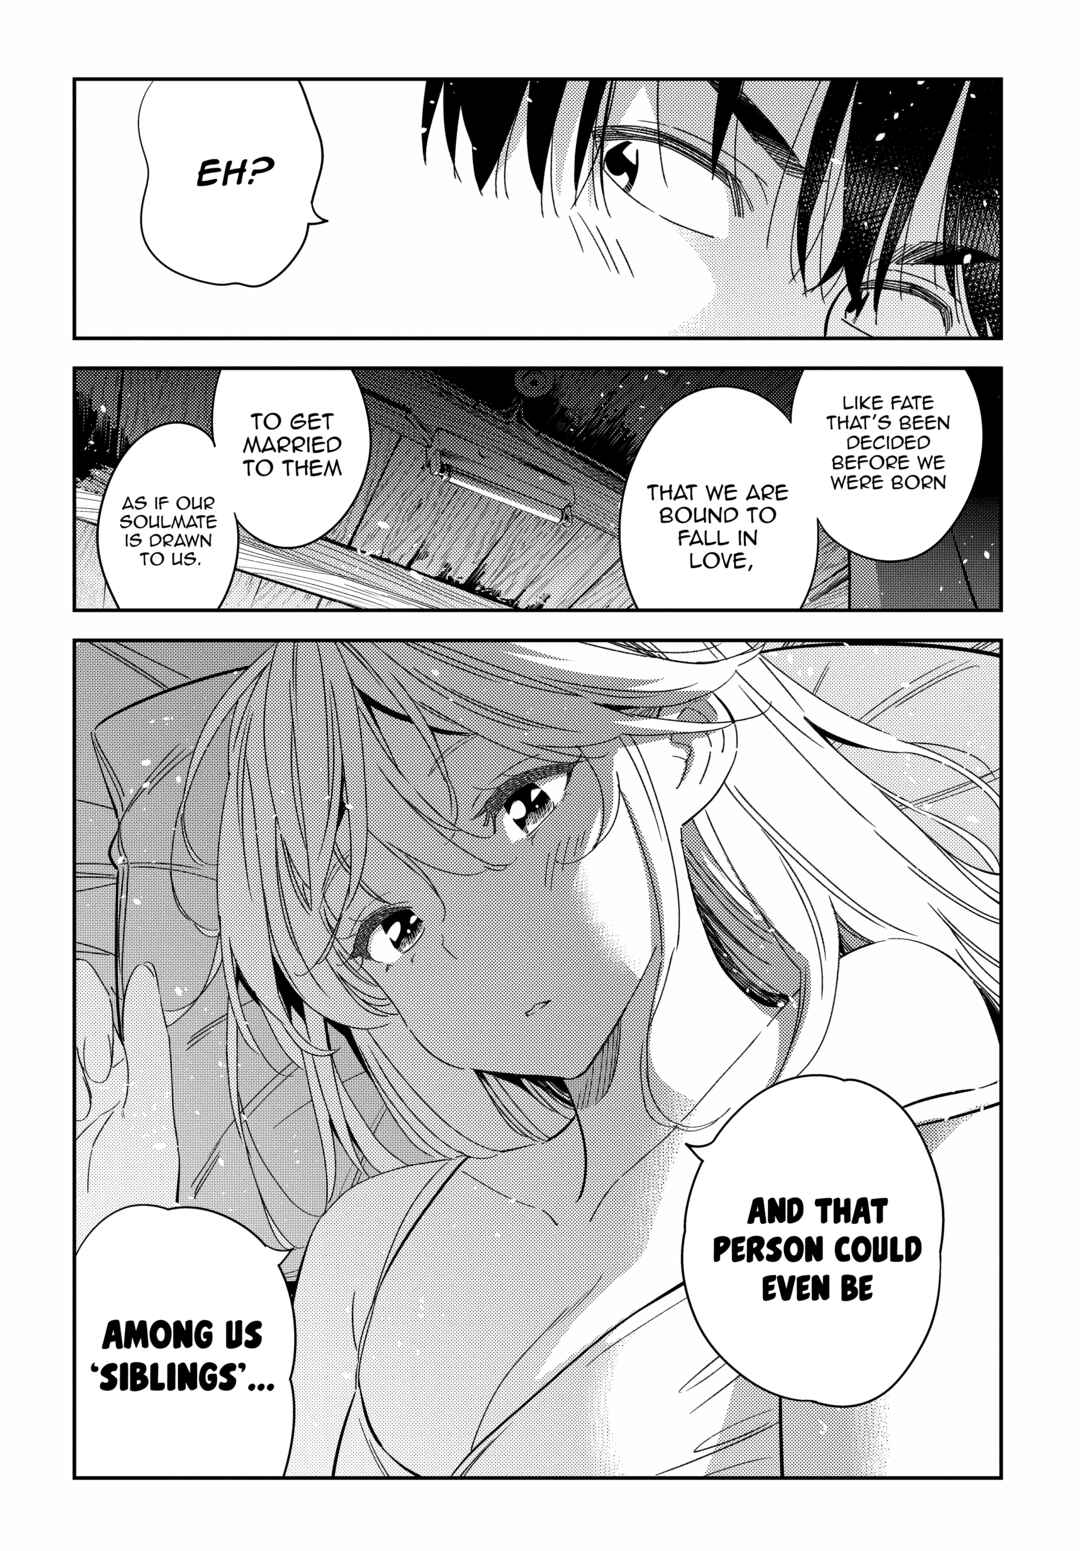 EH?
LIKE FATE
THAT'S BEEN
DECIDED
BEFORE WE
WERE BORN
THAT WE ARE
BOUND TO
FALL IN
LOVE,
TO GET
MARRIED
TO THEM
AS IF OUR
SOULMATE
IS DRAWN
TO US.
AND THAT
PERSON COULD
EVEN BE
AMONG US
'SIBLINGS'...